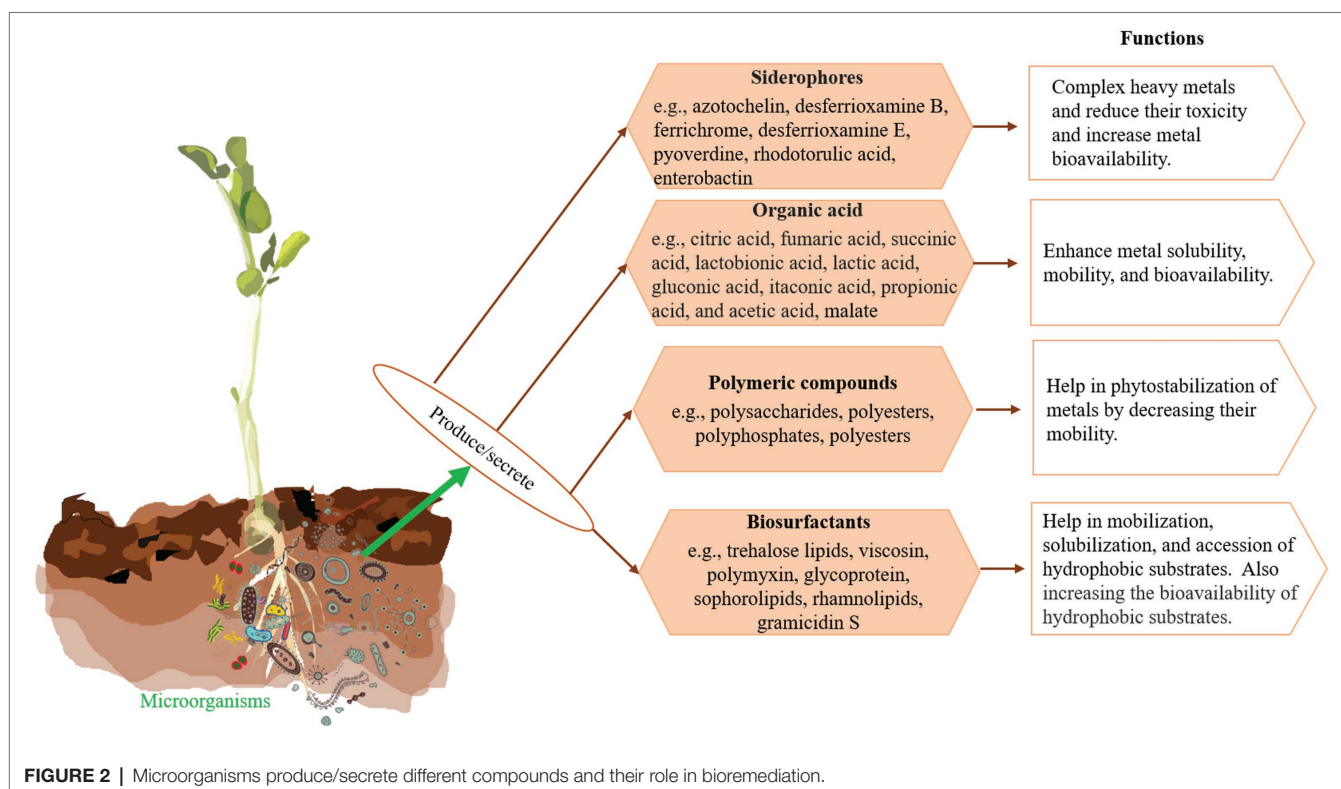 Functions
Siderophores
e.g., azotochelin, desferrioxamine B,
ferrichrome, desferrioxamine E,
pyoverdine, rhodotorulic acid,
enterobactin
Complex heavy metals
and reduce their toxicity
and increase metal
bioavailability.
Organic acid
e.g., citric acid, fumaric acid, succinic
acid, lactobionic acid, lactic acid,
gluconic acid, itaconic acid, propionic
acid, and acetic acid, malate
Enhance metal solubility,
mobility, and bioavailability.
Produce/secrete
Polymeric compounds
e.g., polysaccharides, polyesters,
polyphosphates, polyesters
Help in phytostabilization of
metals by decreasing their
mobility.
Biosurfactants
e.g., trehalose lipids, viscosin,
polymyxin, glycoprotein,
sophorolipids, rhamnolipids,
gramicidin S
Help in mobilization,
solubilization, and accession of
hydrophobic substrates. Also
increasing the bioavailability of
hydrophobic substrates.
Microorganisms
FIGURE 2 | Microorganisms produce/secrete different compounds and their role in bioremediation.